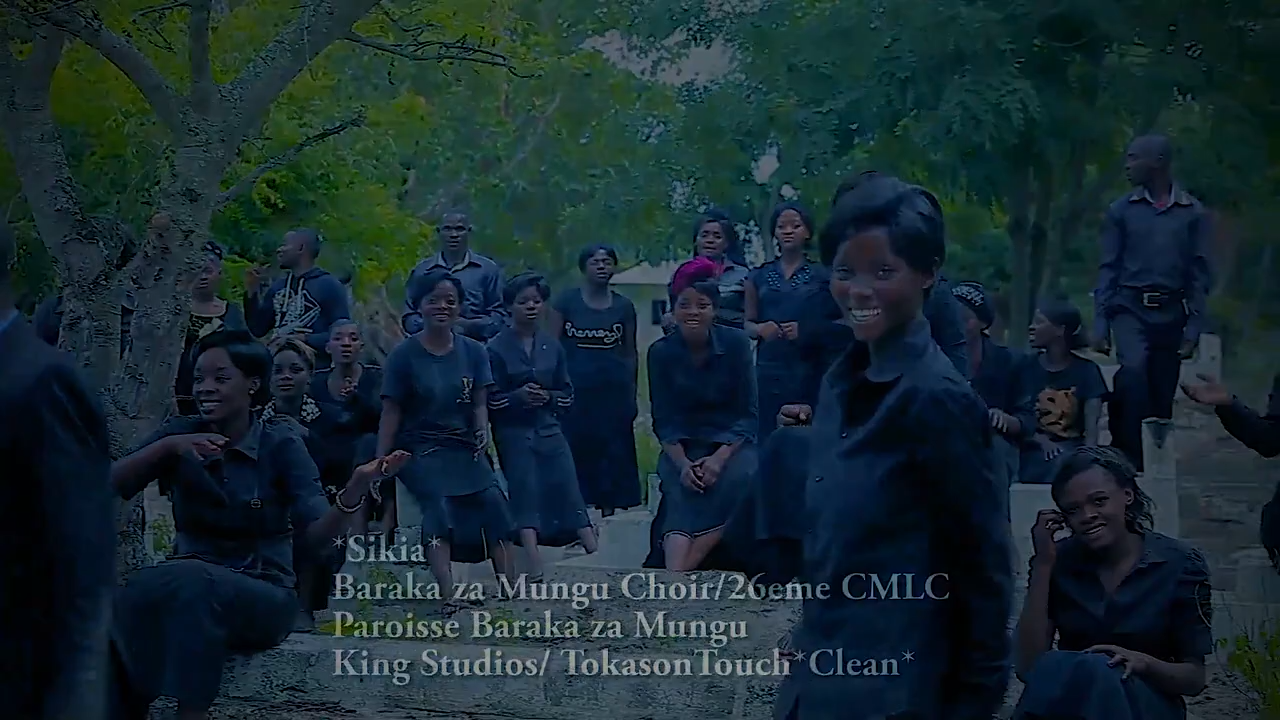 *Sikia*
Baraka za Mungu Choir/26eme CMLC
Paroisse Baraka za Mungu
King Studios/ TokasonTouch*Clean*